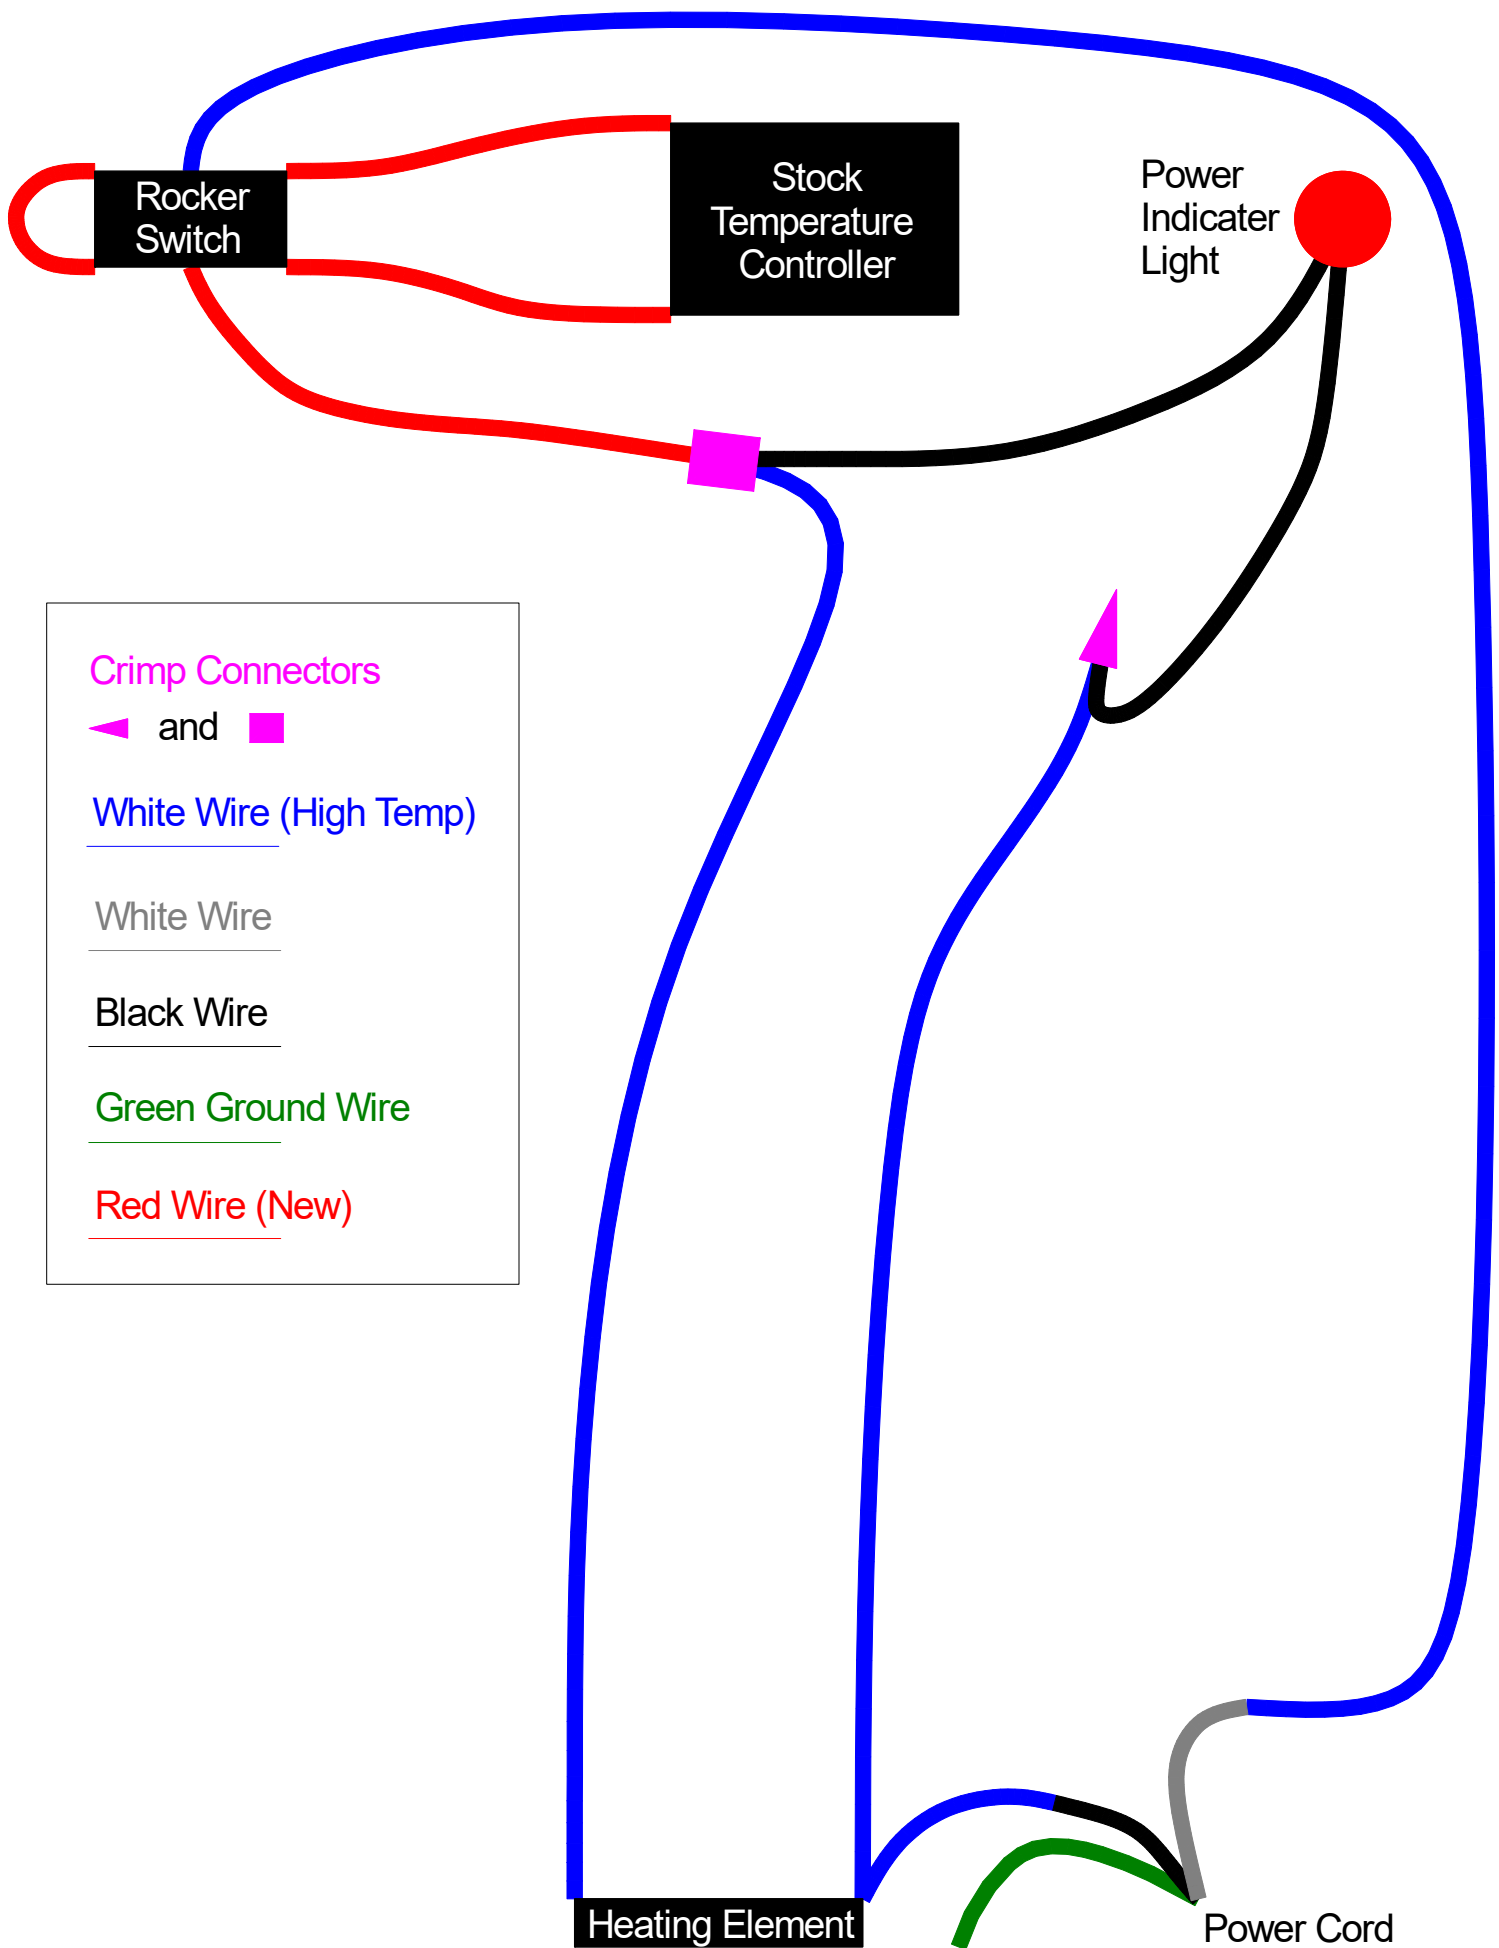 Rocker
Switch
Stock
Temperature
Controller
Power
Indicater
Light
Crimp Connectors
and
White Wire (High Temp)
White Wire
Black Wire
Green Ground Wire
Red Wire (New)
Heating Element
Power Cord